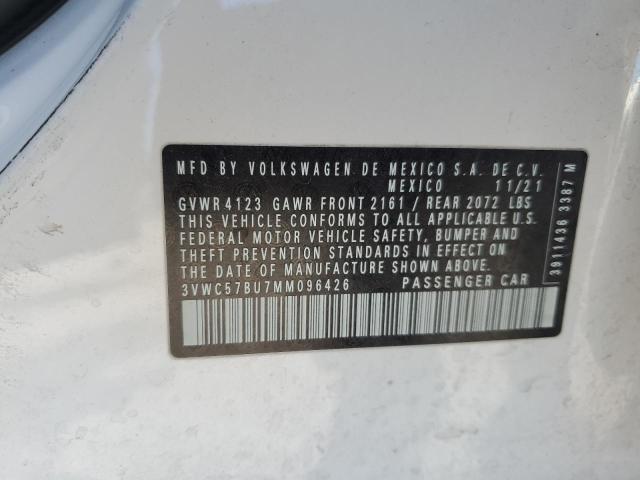 MFD BY VOLKSWAGEN DE MEXICO S.A. DE C.V.
MEXICO 11/21
GVWR 4123 GAWR FRONT 2161 / REAR 2072 LBS
THIS VEHICLE CONFORMS TO ALL APPLICABLE U.S.
FEDERAL MOTOR VEHICLE SAFETY, BUMPER AND
THEFT PREVENTION STANDARDS IN EFFECT ON
THE DATE OF MANUFACTURE SHOWN ABOVE.
3VWC57BU7MM096426 PASSENGER CAR
3911436 3387 M